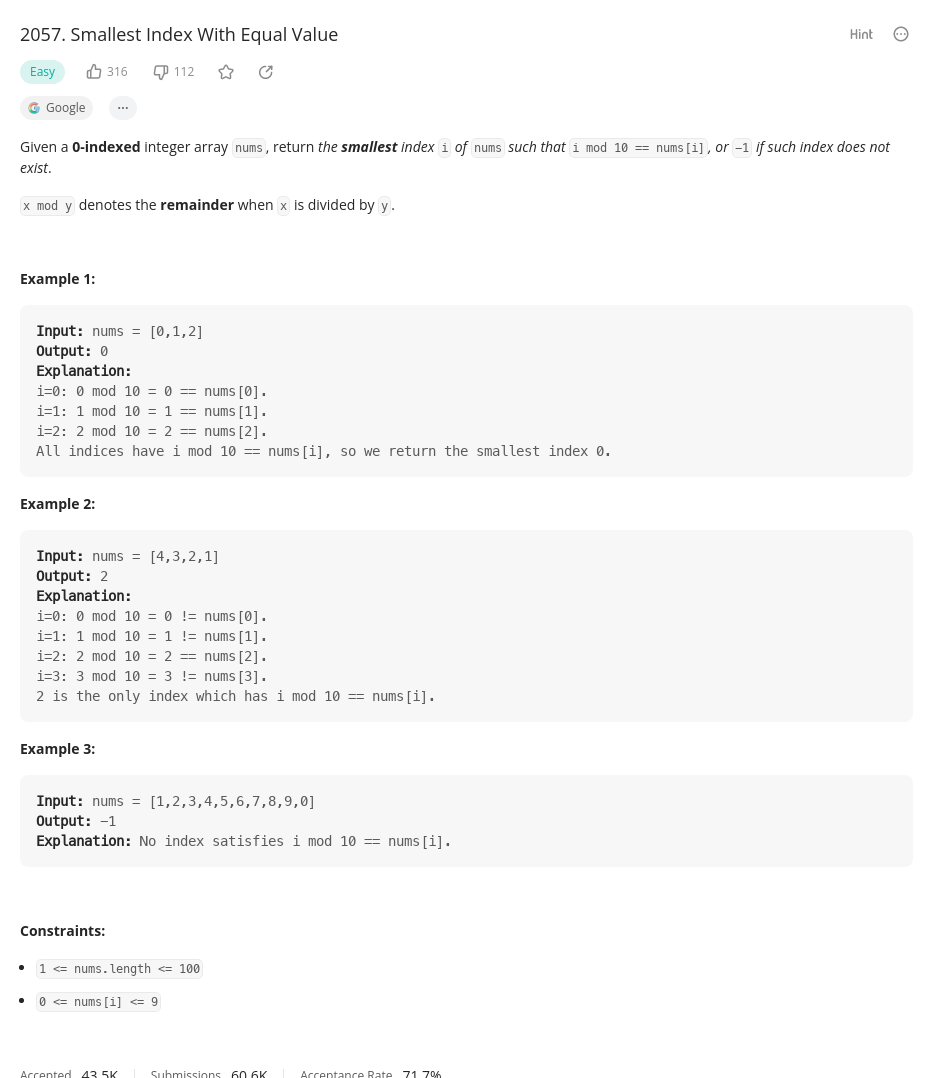 2057. Smallest Index With Equal Value
Hint
Easy 316 112
Google ...
Given a 0-indexed integer array nums, return the smallest index i of nums such that i mod 10 == nums[i], or -1 if such index does not
exist.
x mod y denotes the remainder when x is divided by y.
Example 1:
Input: nums = [0,1,2]
Output: 0
Explanation:
i=0: 0 mod 10 = 0 == nums[0].
i=1: 1 mod 10 = 1 == nums[1].
i=2: 2 mod 10 = 2 == nums[2].
All indices have i mod 10 == nums[i], so we return the smallest index 0.
Example 2:
Input: nums = [4,3,2,1]
Output: 2
Explanation:
i=0: 0 mod 10 = 0 != nums[0].
i=1: 1 mod 10 = 1 != nums[1].
i=2: 2 mod 10 = 2 == nums[2].
i=3: 3 mod 10 = 3 != nums[3].
2 is the only index which has i mod 10 == nums[i].
Example 3:
Input: nums = [1,2,3,4,5,6,7,8,9,0]
Output: -1
Explanation: No index satisfies i mod 10 == nums[i].
Constraints:
• 1 <= nums.length <= 100
• 0 <= nums[i] <= 9
Accepted 43.5K Submissions 60.6K Acceptance Rate 71.7%